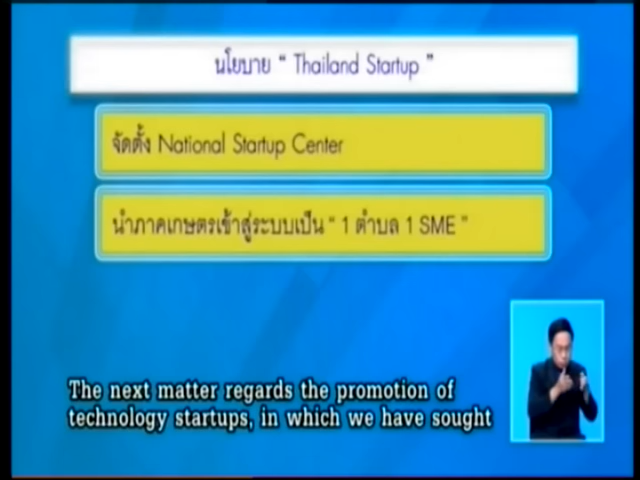 นโยบาย “ Thailand Startup ”
จัดตั้ง National Startup Center
นำภาคเกษตรเข้าสู่ระบบเป็น “ 1 ตำบล 1 SME ”
The next matter regards the promotion of
technology startups, in which we have sought